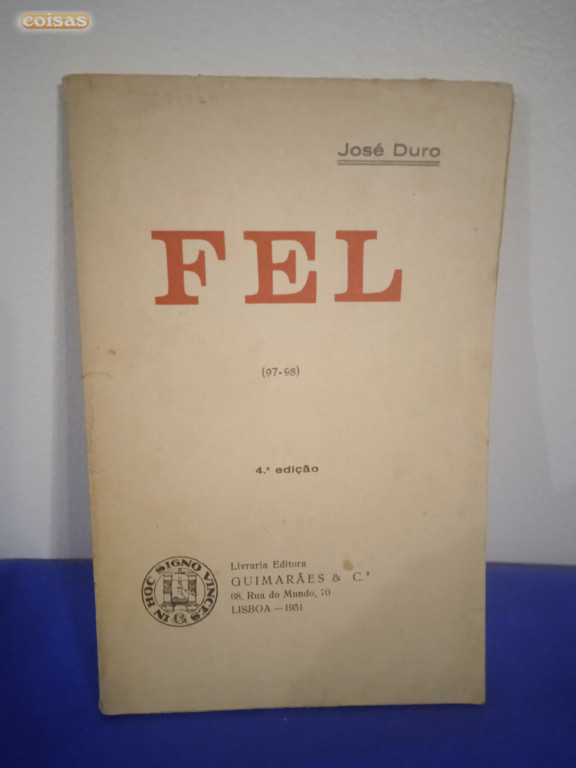 coisas
José Duro
FEL
(97-98)
4.ª edição
IN HOC SIGNO VINCES
G
Livraria Editora
GUIMARÃES & C.ª
68, Rua do Mundo, 70
LISBOA — 1931